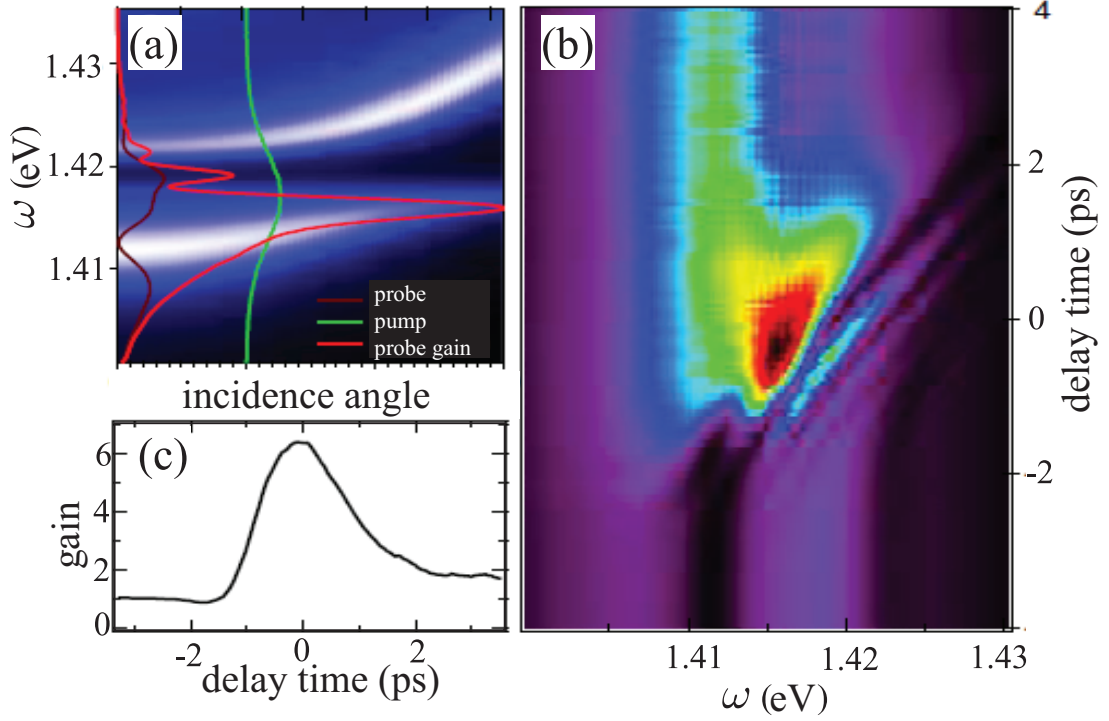 (a)
1.43
1.42
1.41
ω (eV)
probe
pump
probe gain
incidence angle
(b)
4
2
0
-2
delay time (ps)
1.41
1.42
1.43
ω (eV)
(c)
6
4
2
0
gain
-2
0
2
delay time (ps)